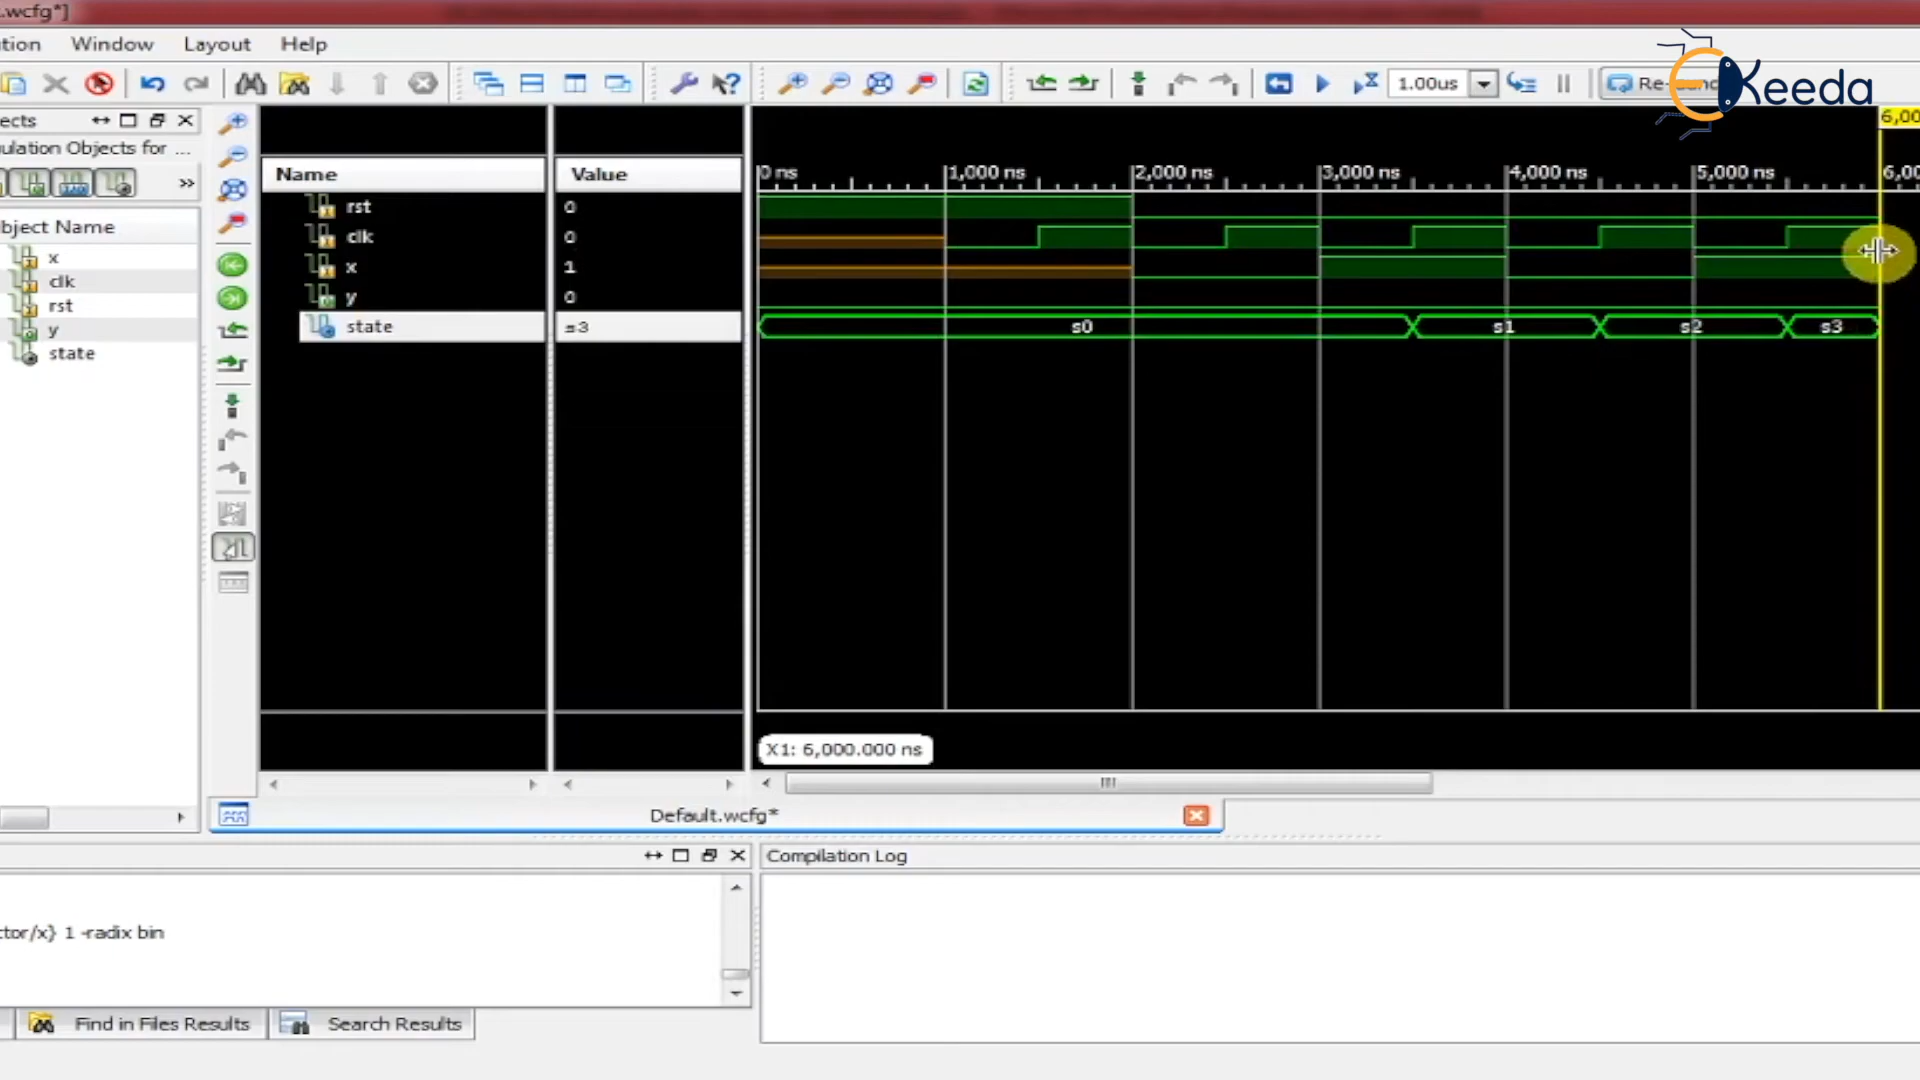 .wcfg*]
tion Window Layout Help
1.00us
Keeda
ects
ulation Objects for ...
Name Value
bject Name
x
clk
rst
y
state
6,00
0 ns 1,000 ns 2,000 ns 3,000 ns 4,000 ns 5,000 ns 6,00
rst 0
clk 0
x 1
y 0
state s3 s0 s1 s2 s3
X1: 6,000.000 ns
Default.wcfg*
Compilation Log
ctor/x} 1 -radix bin
Find in Files Results Search Results